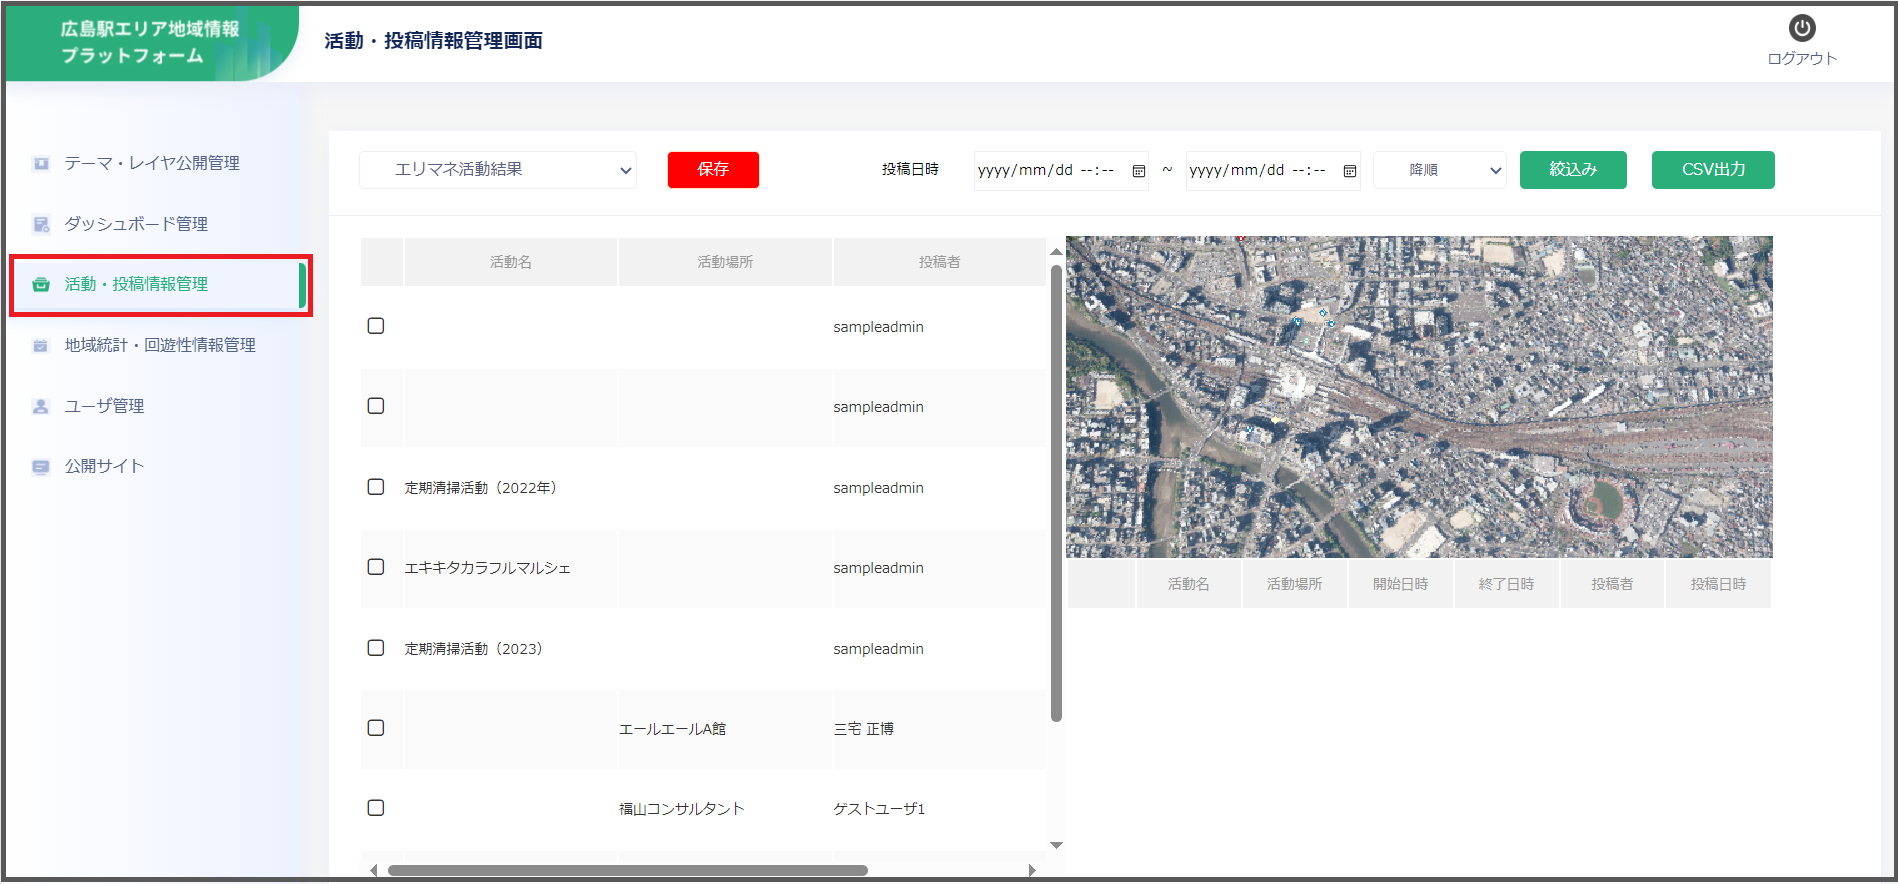 広島駅エリア地域情報
プラットフォーム
活動・投稿情報管理画面
ログアウト
テーマ・レイヤ公開管理
ダッシュボード管理
活動・投稿情報管理
地域統計・回遊性情報管理
ユーザ管理
公開サイト
エリマネ活動結果
保存
投稿日時
yyyy/mm/dd --:--
~
yyyy/mm/dd --:--
降順
絞込み
CSV出力
活動名 活動場所 投稿者
sampleadmin
sampleadmin
定期清掃活動（2022年） sampleadmin
エキキタカラフルマルシェ sampleadmin
定期清掃活動（2023） sampleadmin
エールエールA館 三宅 正博
福山コンサルタント ゲストユーザ1
活動名 活動場所 開始日時 終了日時 投稿者 投稿日時